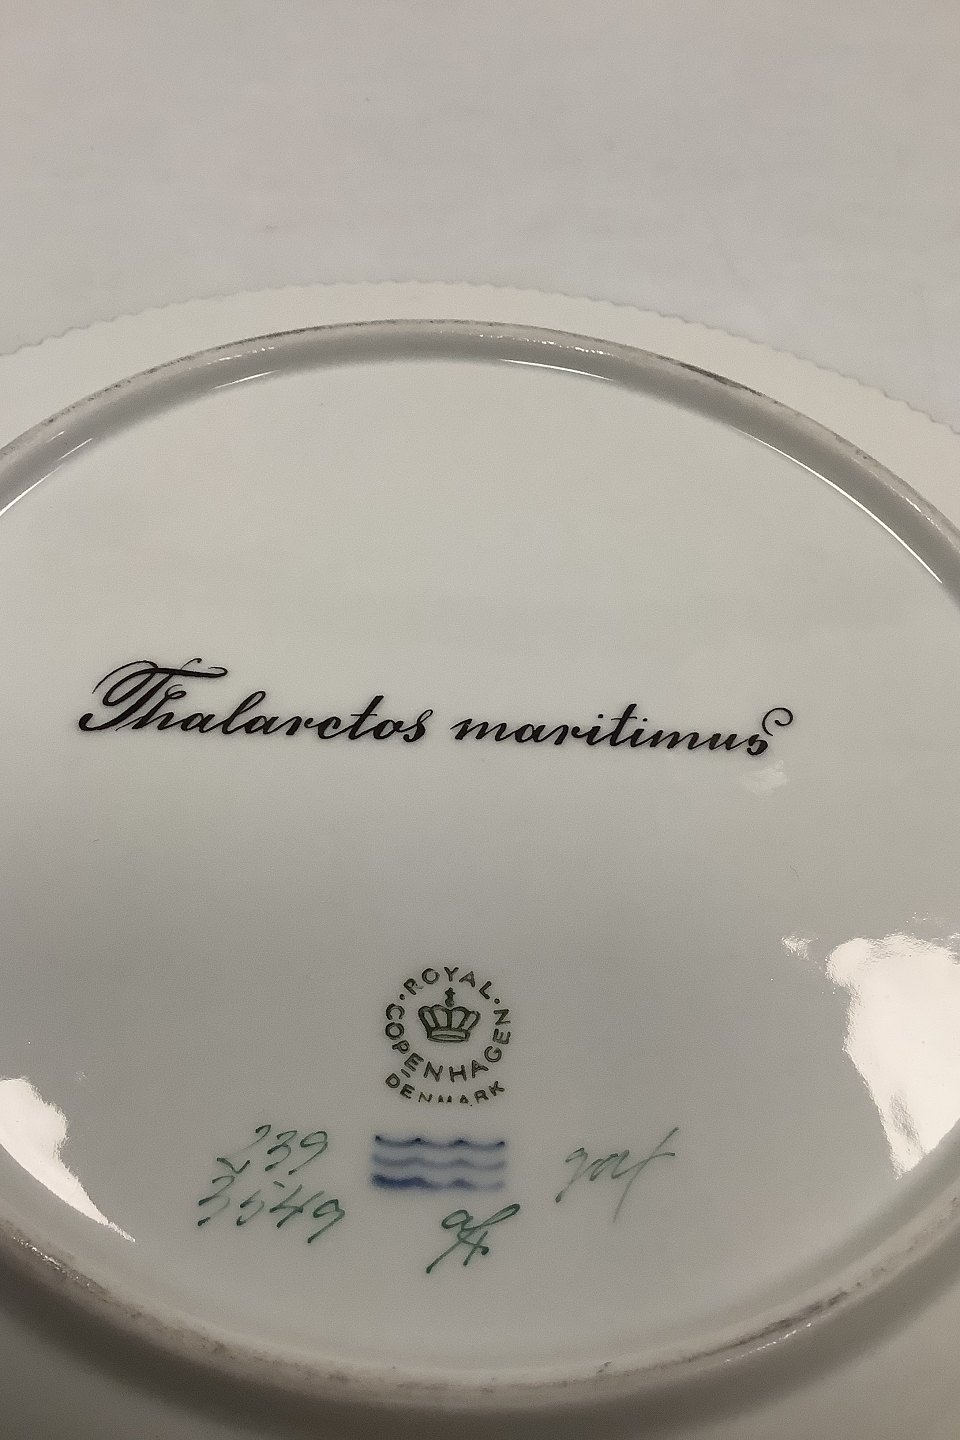 Thalarctos maritimus
ROYAL COPENHAGEN
DENMARK
239
3549